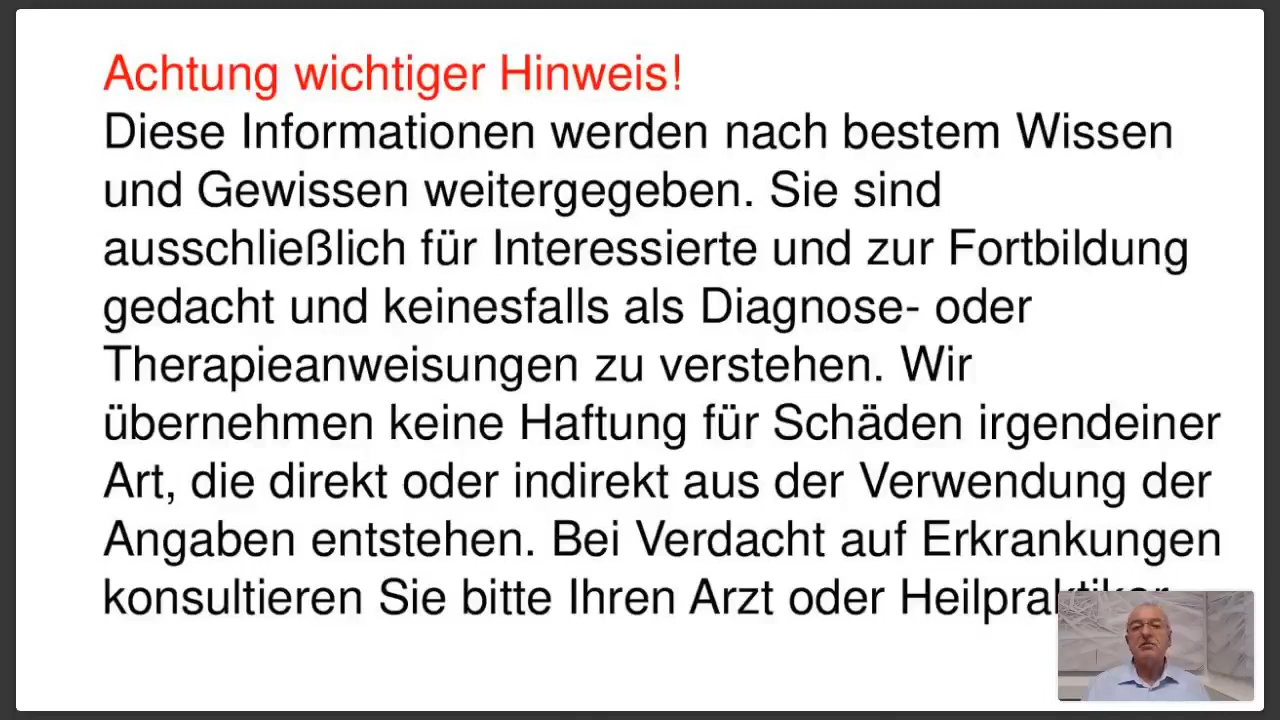 Achtung wichtiger Hinweis!
Diese Informationen werden nach bestem Wissen
und Gewissen weitergegeben. Sie sind
ausschließlich für Interessierte und zur Fortbildung
gedacht und keinesfalls als Diagnose- oder
Therapieanweisungen zu verstehen. Wir
übernehmen keine Haftung für Schäden irgendeiner
Art, die direkt oder indirekt aus der Verwendung der
Angaben entstehen. Bei Verdacht auf Erkrankungen
konsultieren Sie bitte Ihren Arzt oder Heilpraktiker